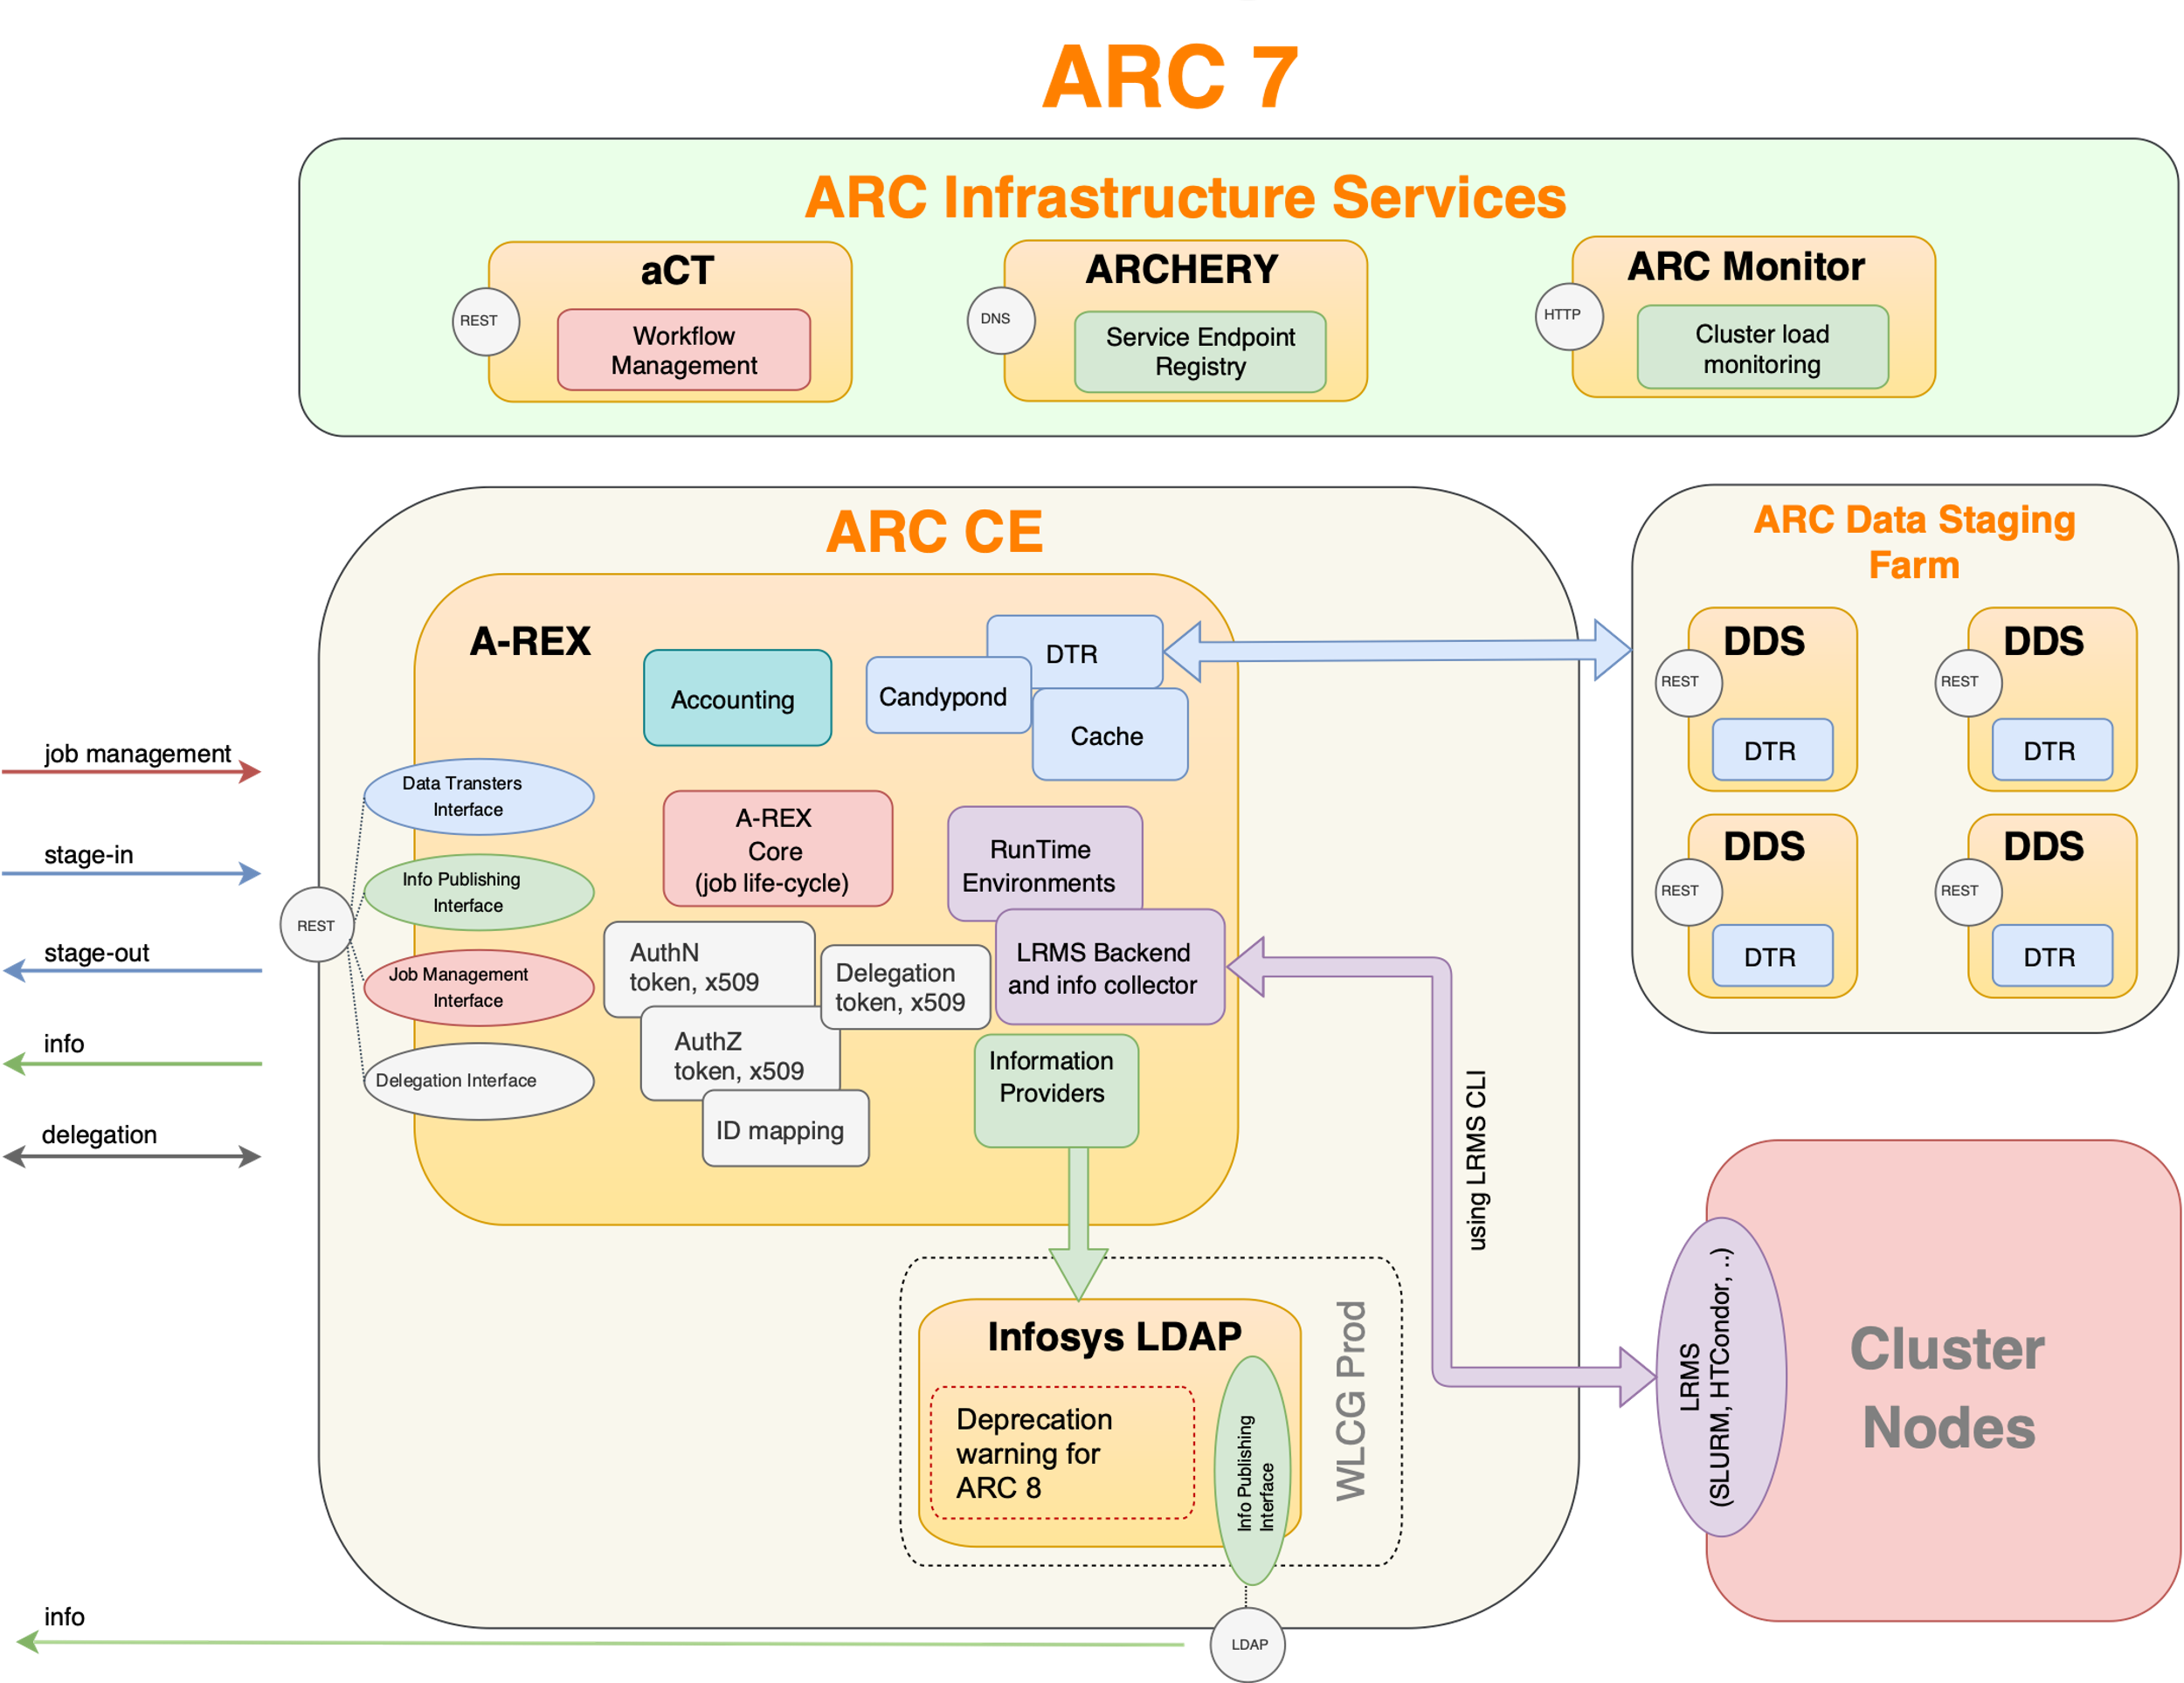 ARC 7
ARC Infrastructure Services
aCT
REST
Workflow
Management
ARCHERY
DNS
Service Endpoint
Registry
ARC Monitor
HTTP
Cluster load
monitoring
ARC CE
A-REX
Accounting
DTR
Candypond
Cache
job management
stage-in
stage-out
info
delegation
REST
Data Transters
Interface
Info Publishing
Interface
Job Management
Interface
Delegation Interface
A-REX
Core
(job life-cycle)
RunTime
Environments
AuthN
token, x509
Delegation
token, x509
LRMS Backend
and info collector
AuthZ
token, x509
ID mapping
Information
Providers
using LRMS CLI
Infosys LDAP
Deprecation
warning for
ARC 8
Info Publishing
Interface
WLCG Prod
LDAP
info
ARC Data Staging
Farm
DDS
REST
DTR
DDS
REST
DTR
DDS
REST
DTR
DDS
REST
DTR
LRMS
(SLURM, HTCondor, ..)
Cluster
Nodes